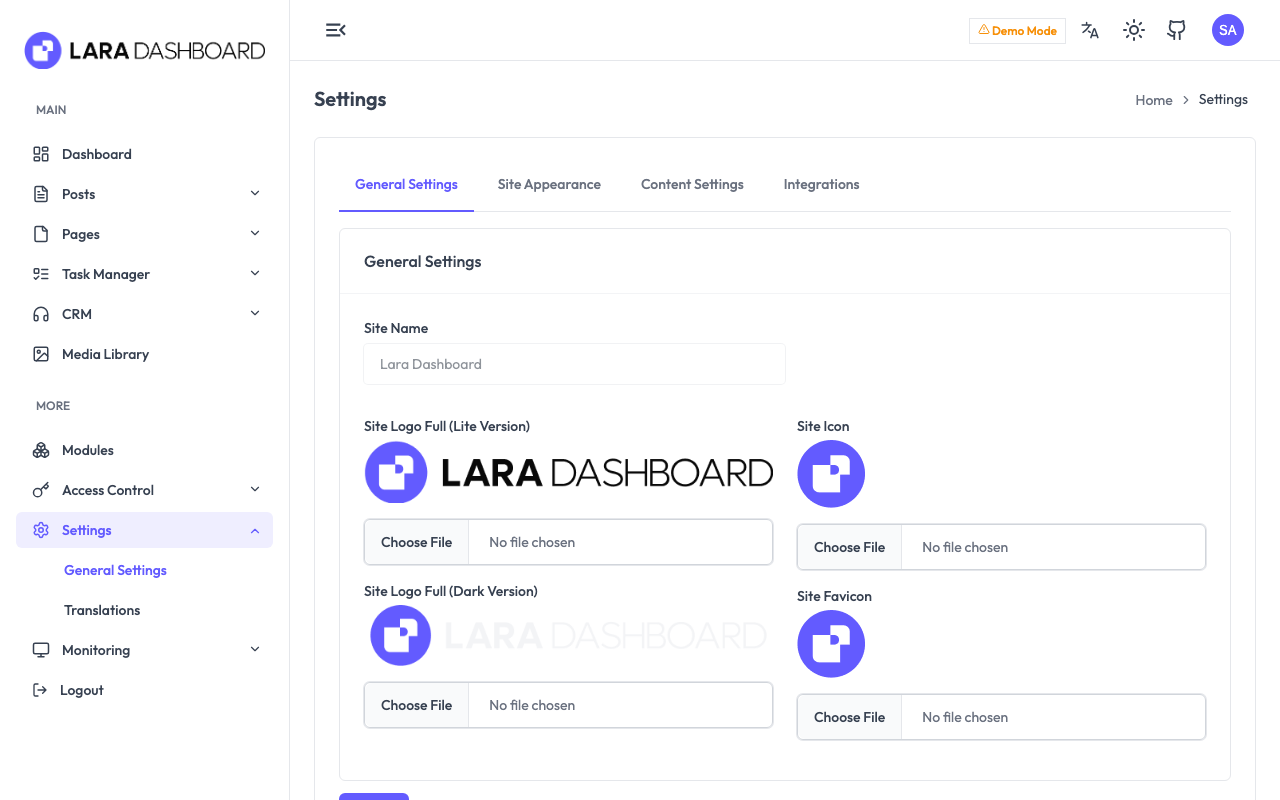 LARA DASHBOARD
MAIN
Dashboard
Posts
Pages
Task Manager
CRM
Media Library
MORE
Modules
Access Control
Settings
General Settings
Translations
Monitoring
Logout
Demo Mode
SA
Settings
Home > Settings
General Settings
Site Appearance
Content Settings
Integrations
General Settings
Site Name
Lara Dashboard
Site Logo Full (Lite Version)
LARA DASHBOARD
Choose File No file chosen
Site Logo Full (Dark Version)
LARA DASHBOARD
Choose File No file chosen
Site Icon
Choose File No file chosen
Site Favicon
Choose File No file chosen